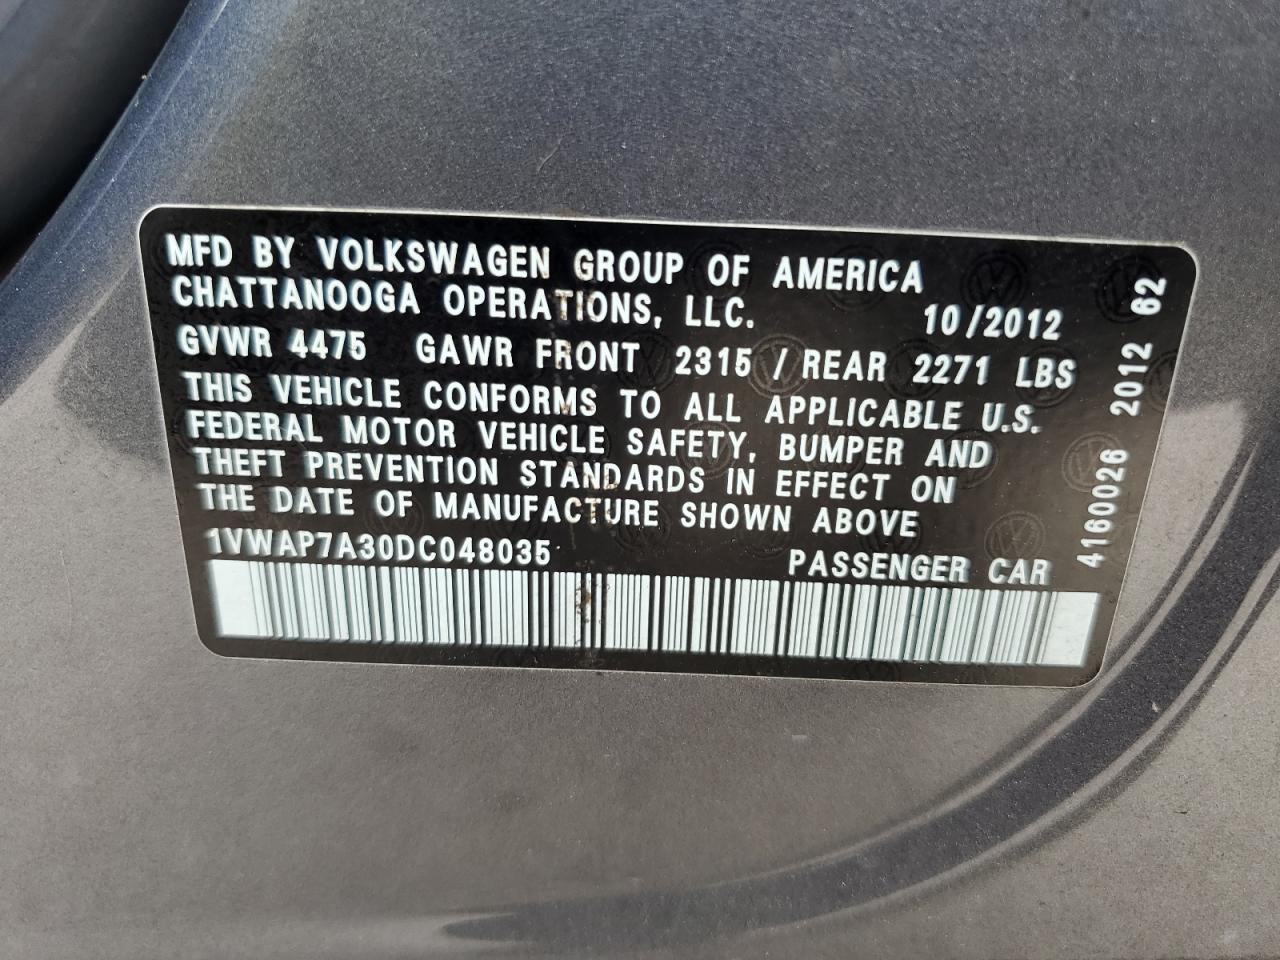 MFD BY VOLKSWAGEN GROUP OF AMERICA
CHATTANOOGA OPERATIONS, LLC. 10/2012
GVWR 4475 GAWR FRONT 2315 / REAR 2271 LBS
THIS VEHICLE CONFORMS TO ALL APPLICABLE U.S.
FEDERAL MOTOR VEHICLE SAFETY, BUMPER AND
THEFT PREVENTION STANDARDS IN EFFECT ON
THE DATE OF MANUFACTURE SHOWN ABOVE
1VWAP7A30DC048035 PASSENGER CAR
4160026 2012 62